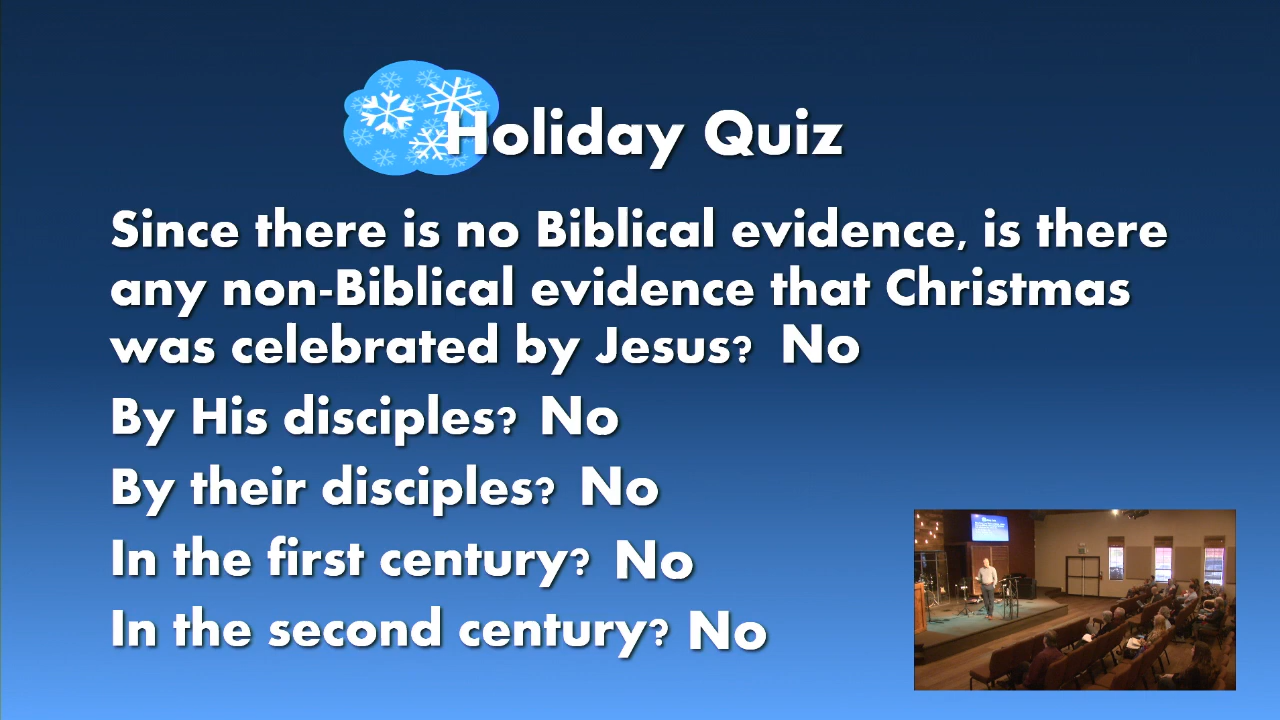 Holiday Quiz
Since there is no Biblical evidence, is there
any non-Biblical evidence that Christmas
was celebrated by Jesus? No
By His disciples? No
By their disciples? No
In the first century? No
In the second century? No